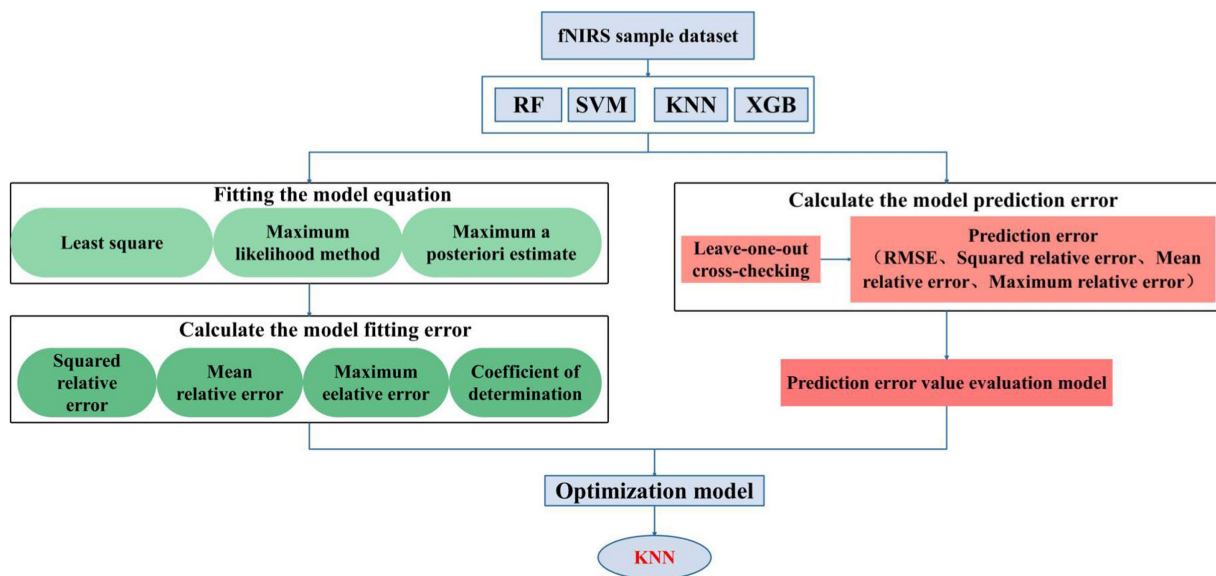 fNIRS sample dataset
RF
SVM
KNN
XGB
Fitting the model equation
Least square
Maximum
likelihood method
Maximum a
posteriori estimate
Calculate the model fitting error
Squared
relative
error
Mean
relative error
Maximum
eelative error
Coefficient of
determination
Calculate the model prediction error
Leave-one-out
cross-checking
Prediction error
（RMSE、Squared relative error、Mean
relative error、Maximum relative error）
Prediction error value evaluation model
Optimization model
KNN